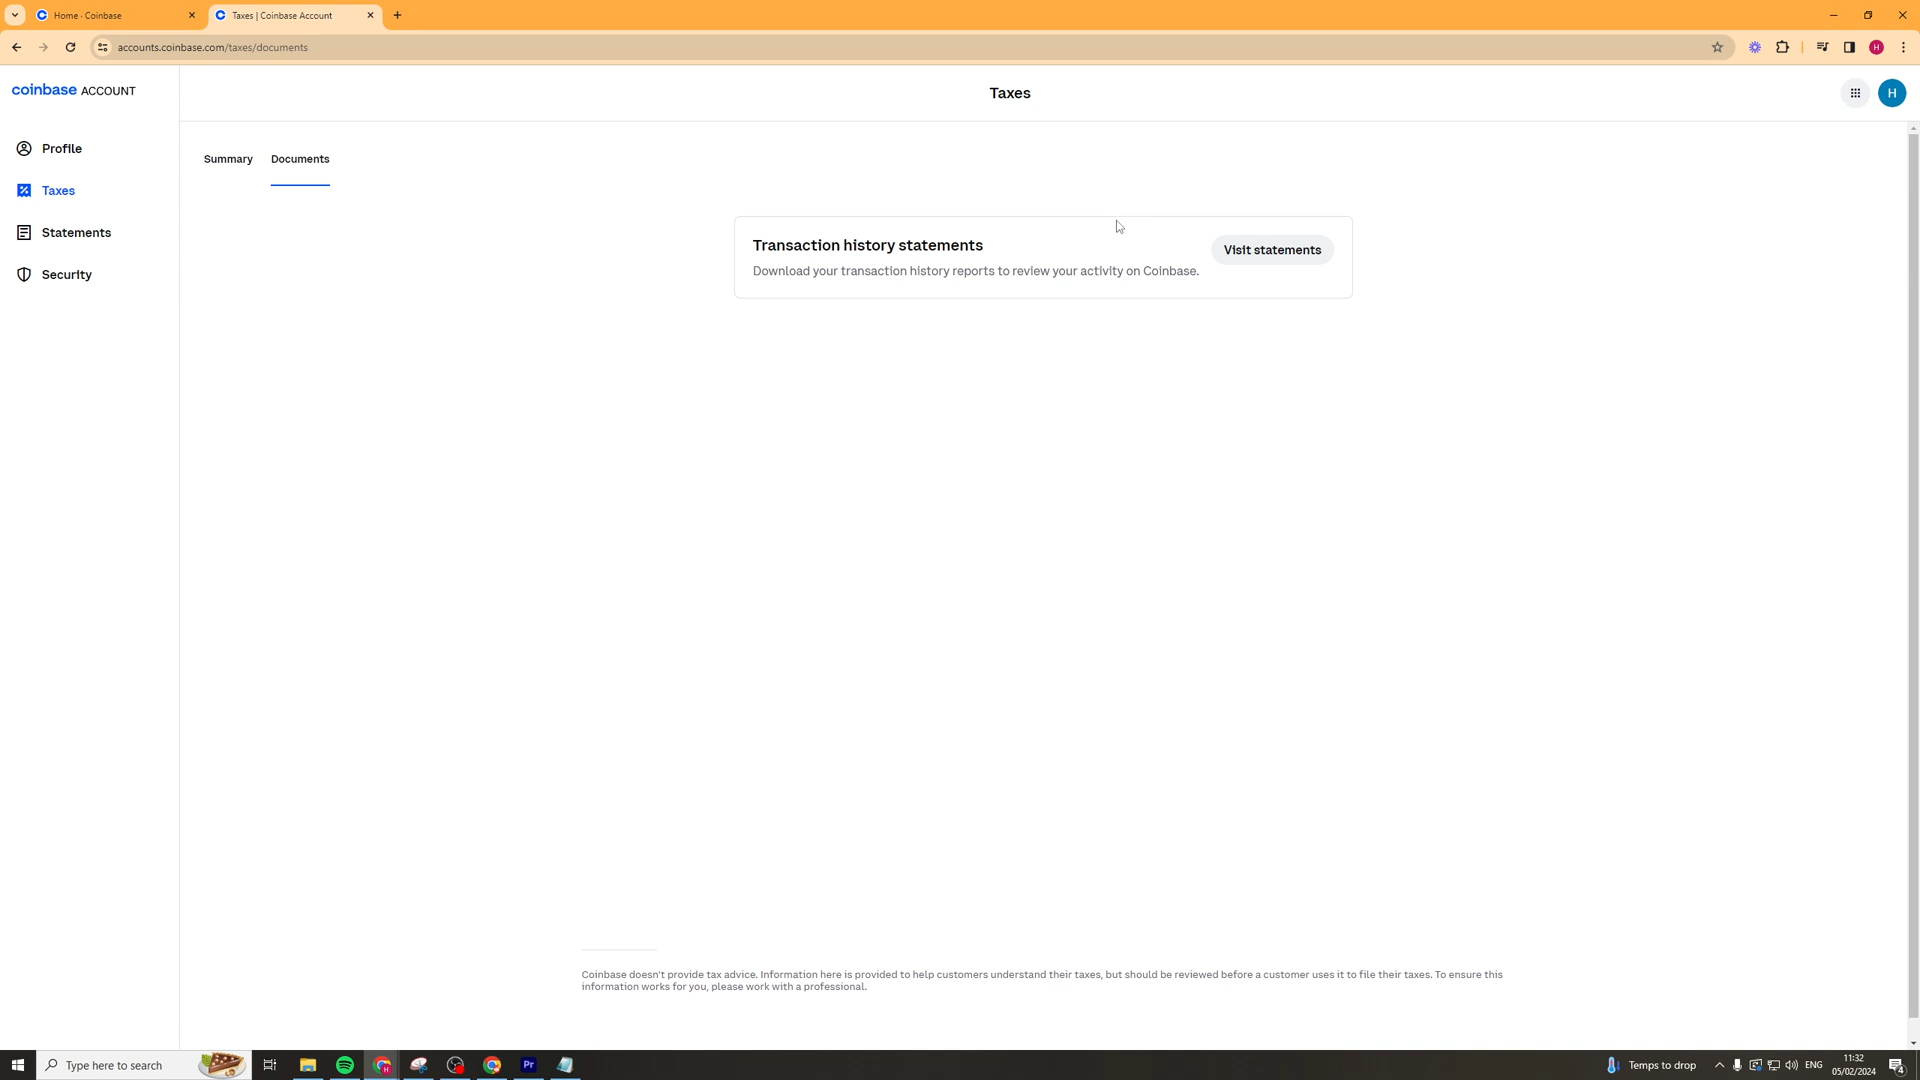 Home - Coinbase
Taxes | Coinbase Account
accounts.coinbase.com/taxes/documents
H
coinbase ACCOUNT
Taxes
H
Profile
Taxes
Statements
Security
Summary
Documents
Transaction history statements
Download your transaction history reports to review your activity on Coinbase.
Visit statements
Coinbase doesn't provide tax advice. Information here is provided to help customers understand their taxes, but should be reviewed before a customer uses it to file their taxes. To ensure this
information works for you, please work with a professional.
Type here to search
H
Pr
Temps to drop
ENG
11:32
05/02/2024
4